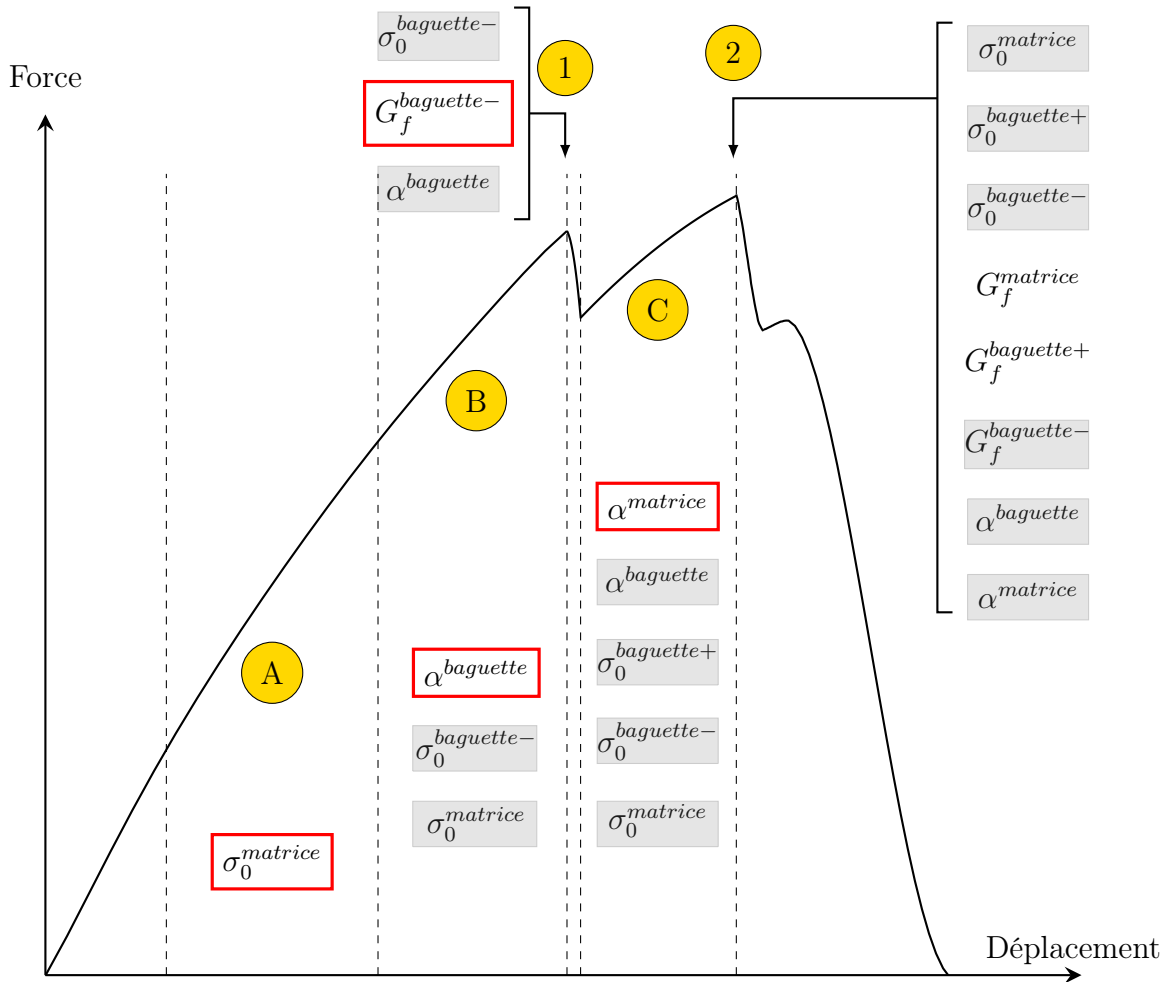 Force
σ_0^{baguette−}
G_f^{baguette−}
α^{baguette}
1
2
σ_0^{matrice}
σ_0^{baguette+}
σ_0^{baguette−}
G_f^{matrice}
G_f^{baguette+}
G_f^{baguette−}
α^{baguette}
α^{matrice}
C
B
A
α^{matrice}
α^{baguette}
σ_0^{baguette+}
σ_0^{baguette−}
σ_0^{matrice}
α^{baguette}
σ_0^{baguette−}
σ_0^{matrice}
σ_0^{matrice}
Déplacement